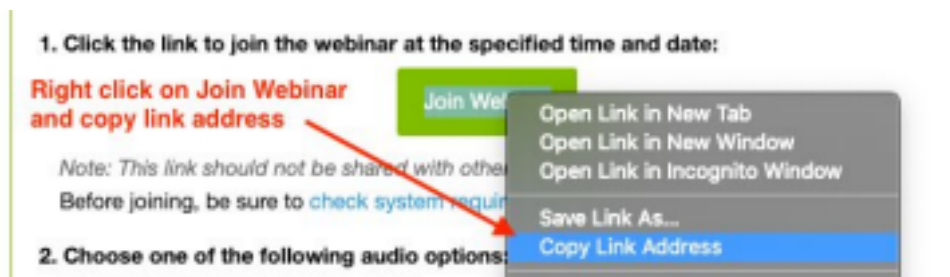 1. Click the link to join the webinar at the specified time and date:
Right click on Join Webinar
and copy link address
Join We
Open Link in New Tab
Open Link in New Window
Open Link in Incognito Window
Note: This link should not be shared with othe
Before joining, be sure to check system requir
Save Link As...
Copy Link Address
2. Choose one of the following audio options: